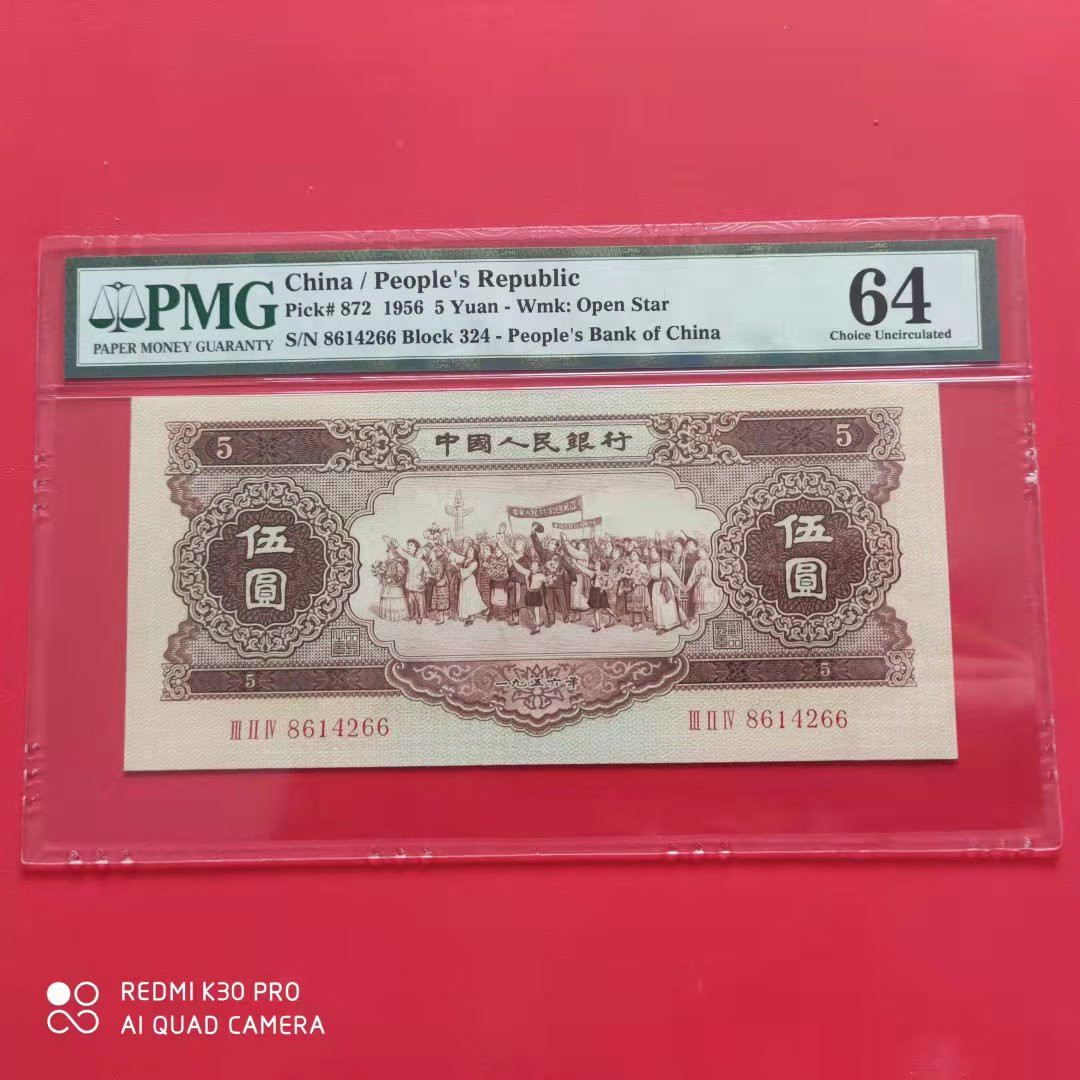 PMG
PAPER MONEY GUARANTY
China / People's Republic
Pick# 872 1956 5 Yuan - Wmk: Open Star
S/N 8614266 Block 324 - People's Bank of China
64
Choice Uncirculated
5
中國人民銀行
5
伍圓
伍圓
5
一九五六年
5
III II IV 8614266
III II IV 8614266
REDMI K30 PRO
AI QUAD CAMERA